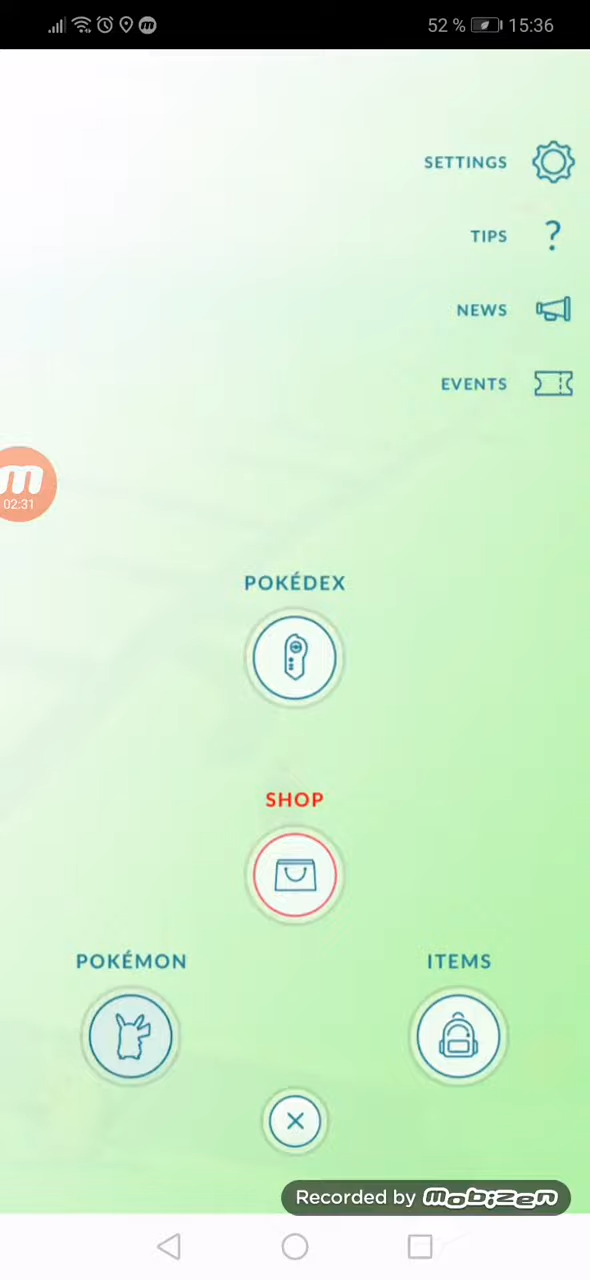 52 % 15:36
SETTINGS
TIPS ?
NEWS
EVENTS
m
02:31
POKÉDEX
SHOP
POKÉMON ITEMS
Recorded by mobizen